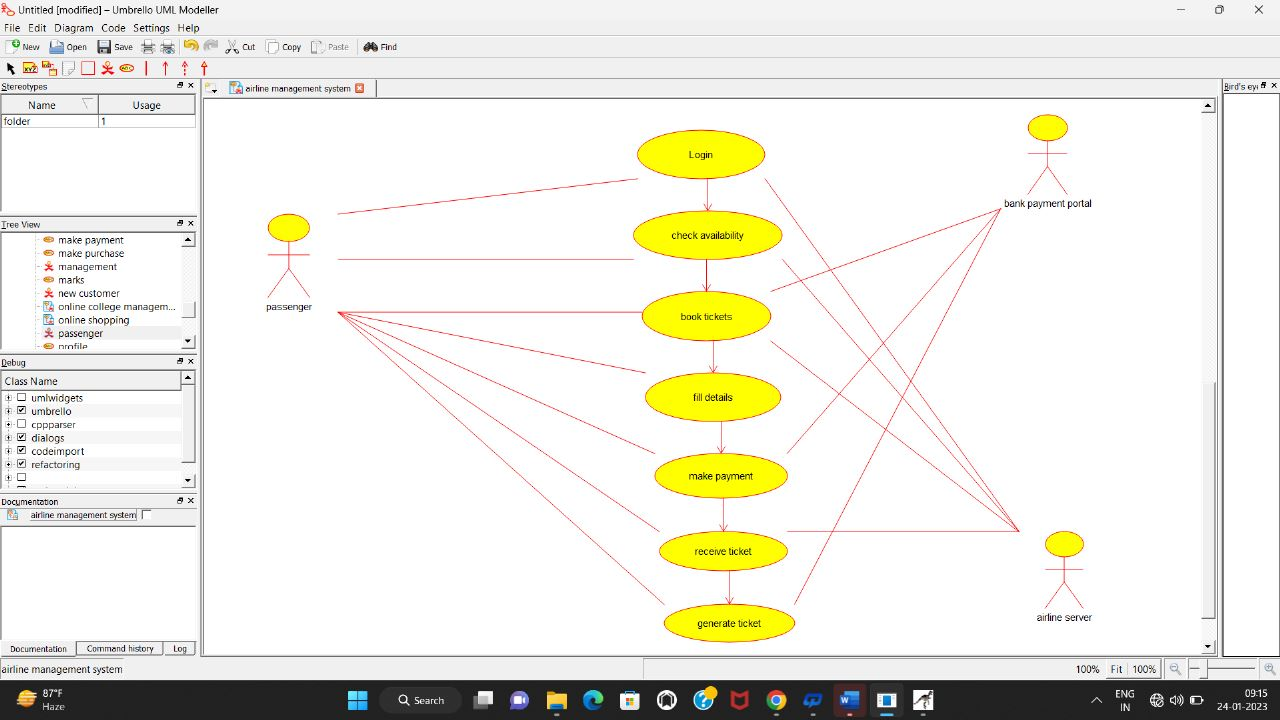 Untitled [modified] – Umbrello UML Modeller
File Edit Diagram Code Settings Help
New Open Save Cut Copy Paste Find
Stereotypes
Name Usage
folder 1
Tree View
make payment
make purchase
management
marks
new customer
online college managem...
online shopping
passenger
profile
Debug
Class Name
umlwidgets
umbrello
cppparser
dialogs
codeimport
refactoring
Documentation
airline management system
Documentation Command history Log
airline management system
airline management system
Login
check availability
book tickets
fill details
make payment
receive ticket
generate ticket
passenger
bank payment portal
airline server
Bird's ey
100% Fit 100%
87°F
Haze
Search
ENG
IN
09:15
24-01-2023